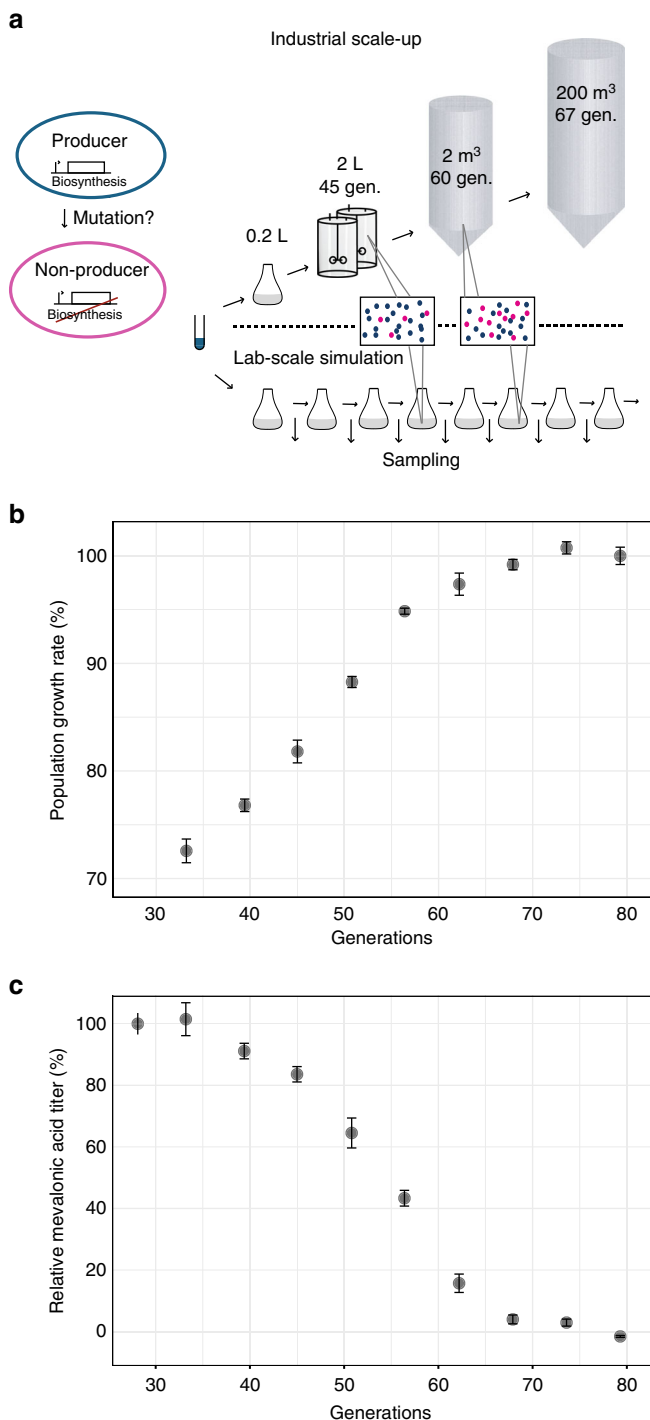 a
Industrial scale-up
200 m³
67 gen.
2 m³
60 gen.
2 L
45 gen.
0.2 L
Producer
Biosynthesis
Mutation?
Non-producer
Biosynthesis
Lab-scale simulation
Sampling
b
Population growth rate (%)
100
90
80
70
30 40 50 60 70 80
Generations
c
Relative mevalonic acid titer (%)
100
80
60
40
20
0
30 40 50 60 70 80
Generations